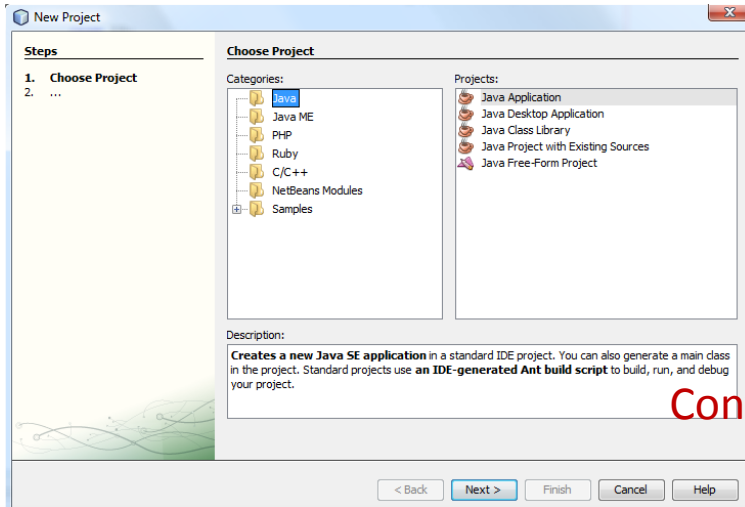 New Project
Steps
1. Choose Project
2. ...
Choose Project
Categories:
Java
Java ME
PHP
Ruby
C/C++
NetBeans Modules
Samples
Projects:
Java Application
Java Desktop Application
Java Class Library
Java Project with Existing Sources
Java Free-Form Project
Description:
Creates a new Java SE application in a standard IDE project. You can also generate a main class
in the project. Standard projects use an IDE-generated Ant build script to build, run, and debug
your project.
Con
< Back Next > Finish Cancel Help